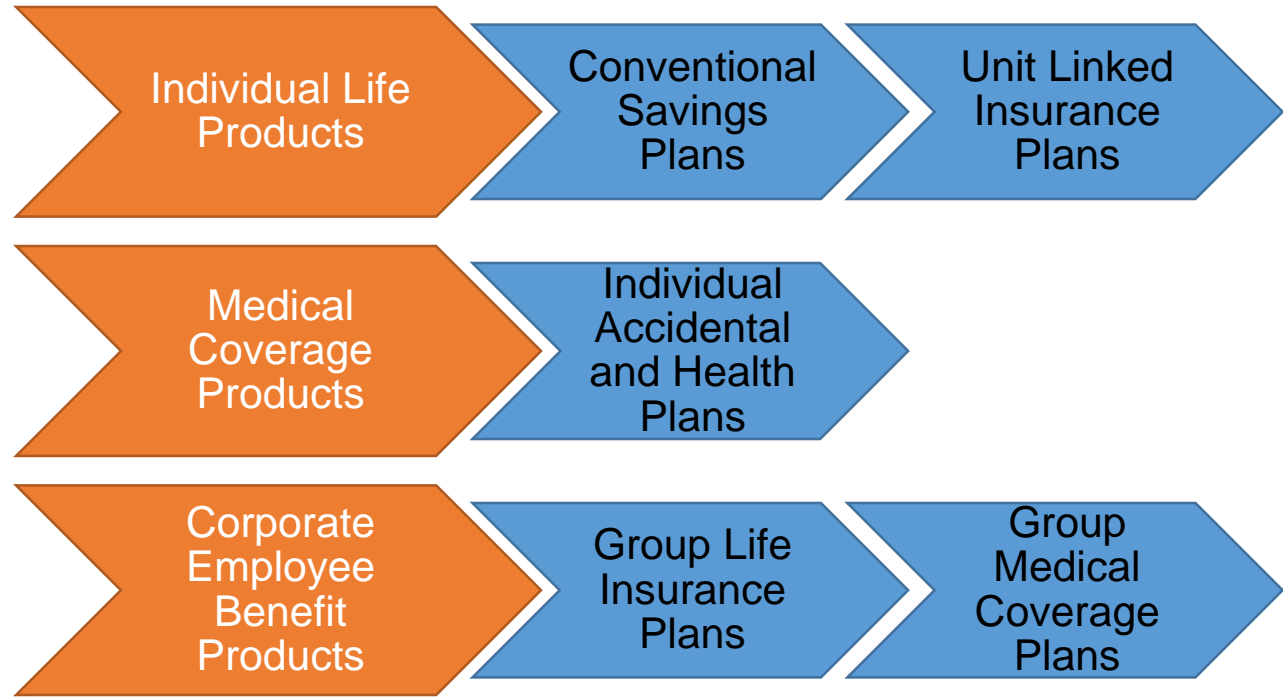 Individual Life
Products
Conventional
Savings
Plans
Unit Linked
Insurance
Plans
Medical
Coverage
Products
Individual
Accidental
and Health
Plans
Corporate
Employee
Benefit
Products
Group Life
Insurance
Plans
Group
Medical
Coverage
Plans